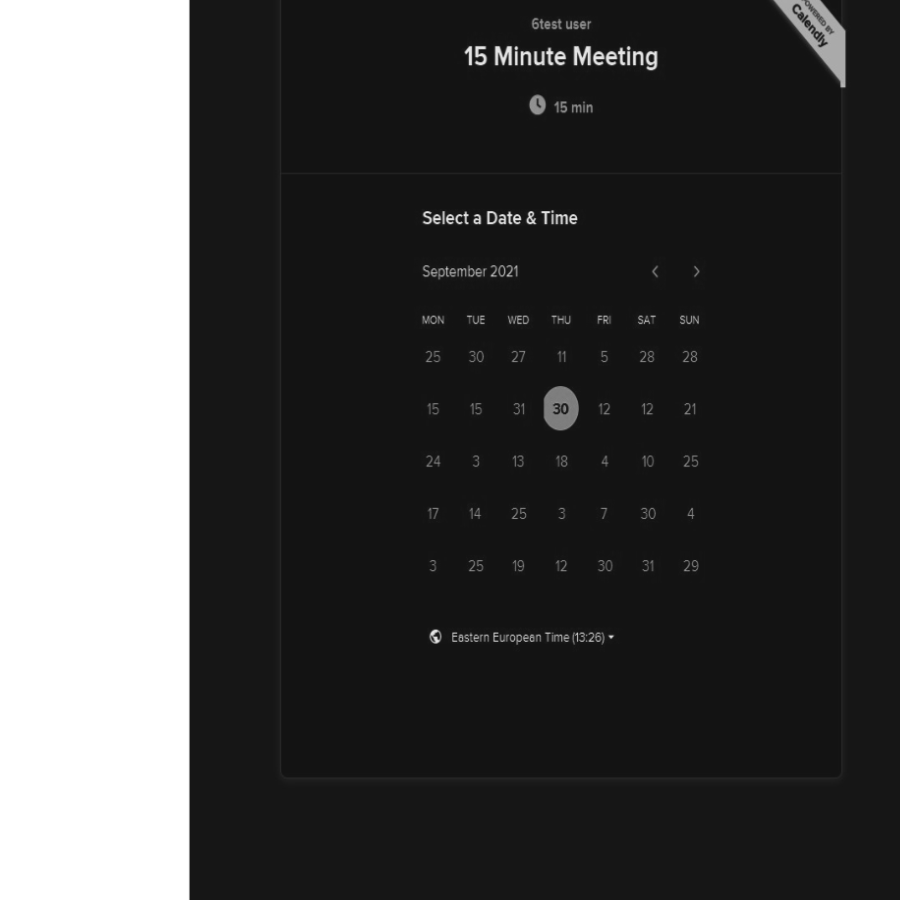 POWERED BY
Calendly
6test user
15 Minute Meeting
15 min
Select a Date & Time
September 2021
MON TUE WED THU FRI SAT SUN
25 30 27 11 5 28 28
15 15 31 30 12 12 21
24 3 13 18 4 10 25
17 14 25 3 7 30 4
3 25 19 12 30 31 29
Eastern European Time (13:26)